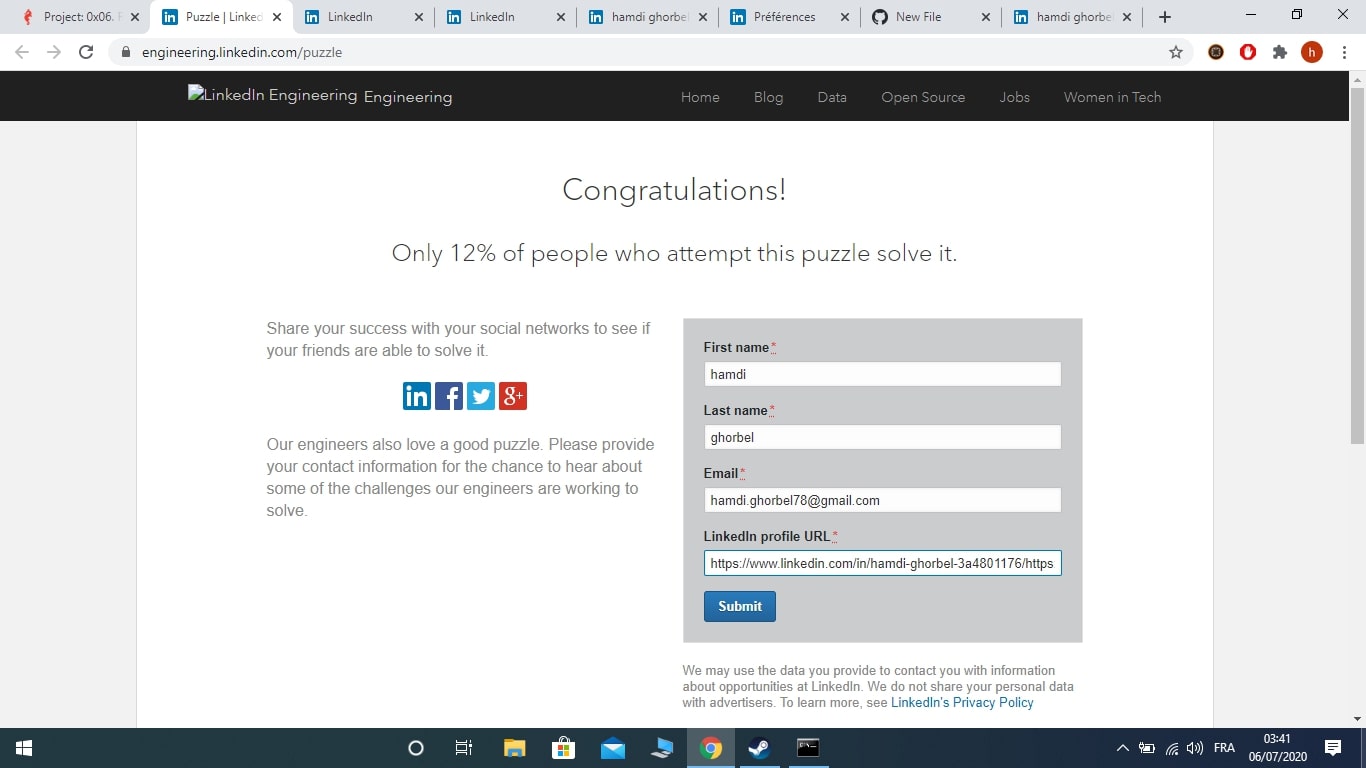 Project: 0x06.
Puzzle | Linked
LinkedIn
LinkedIn
hamdi ghorbel
Préférences
New File
hamdi ghorbel
engineering.linkedin.com/puzzle
LinkedIn Engineering Engineering
Home Blog Data Open Source Jobs Women in Tech
Congratulations!
Only 12% of people who attempt this puzzle solve it.
Share your success with your social networks to see if
your friends are able to solve it.
in f g+
Our engineers also love a good puzzle. Please provide
your contact information for the chance to hear about
some of the challenges our engineers are working to
solve.
First name*
hamdi
Last name*
ghorbel
Email*
hamdi.ghorbel78@gmail.com
LinkedIn profile URL*
https://www.linkedin.com/in/hamdi-ghorbel-3a4801176/https
Submit
We may use the data you provide to contact you with information
about opportunities at LinkedIn. We do not share your personal data
with advertisers. To learn more, see LinkedIn's Privacy Policy
FRA
03:41
06/07/2020